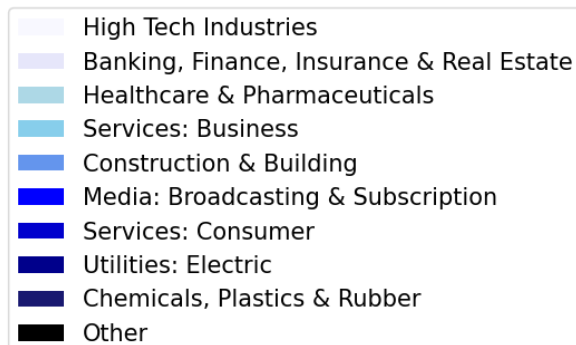 High Tech Industries
Banking, Finance, Insurance & Real Estate
Healthcare & Pharmaceuticals
Services: Business
Construction & Building
Media: Broadcasting & Subscription
Services: Consumer
Utilities: Electric
Chemicals, Plastics & Rubber
Other